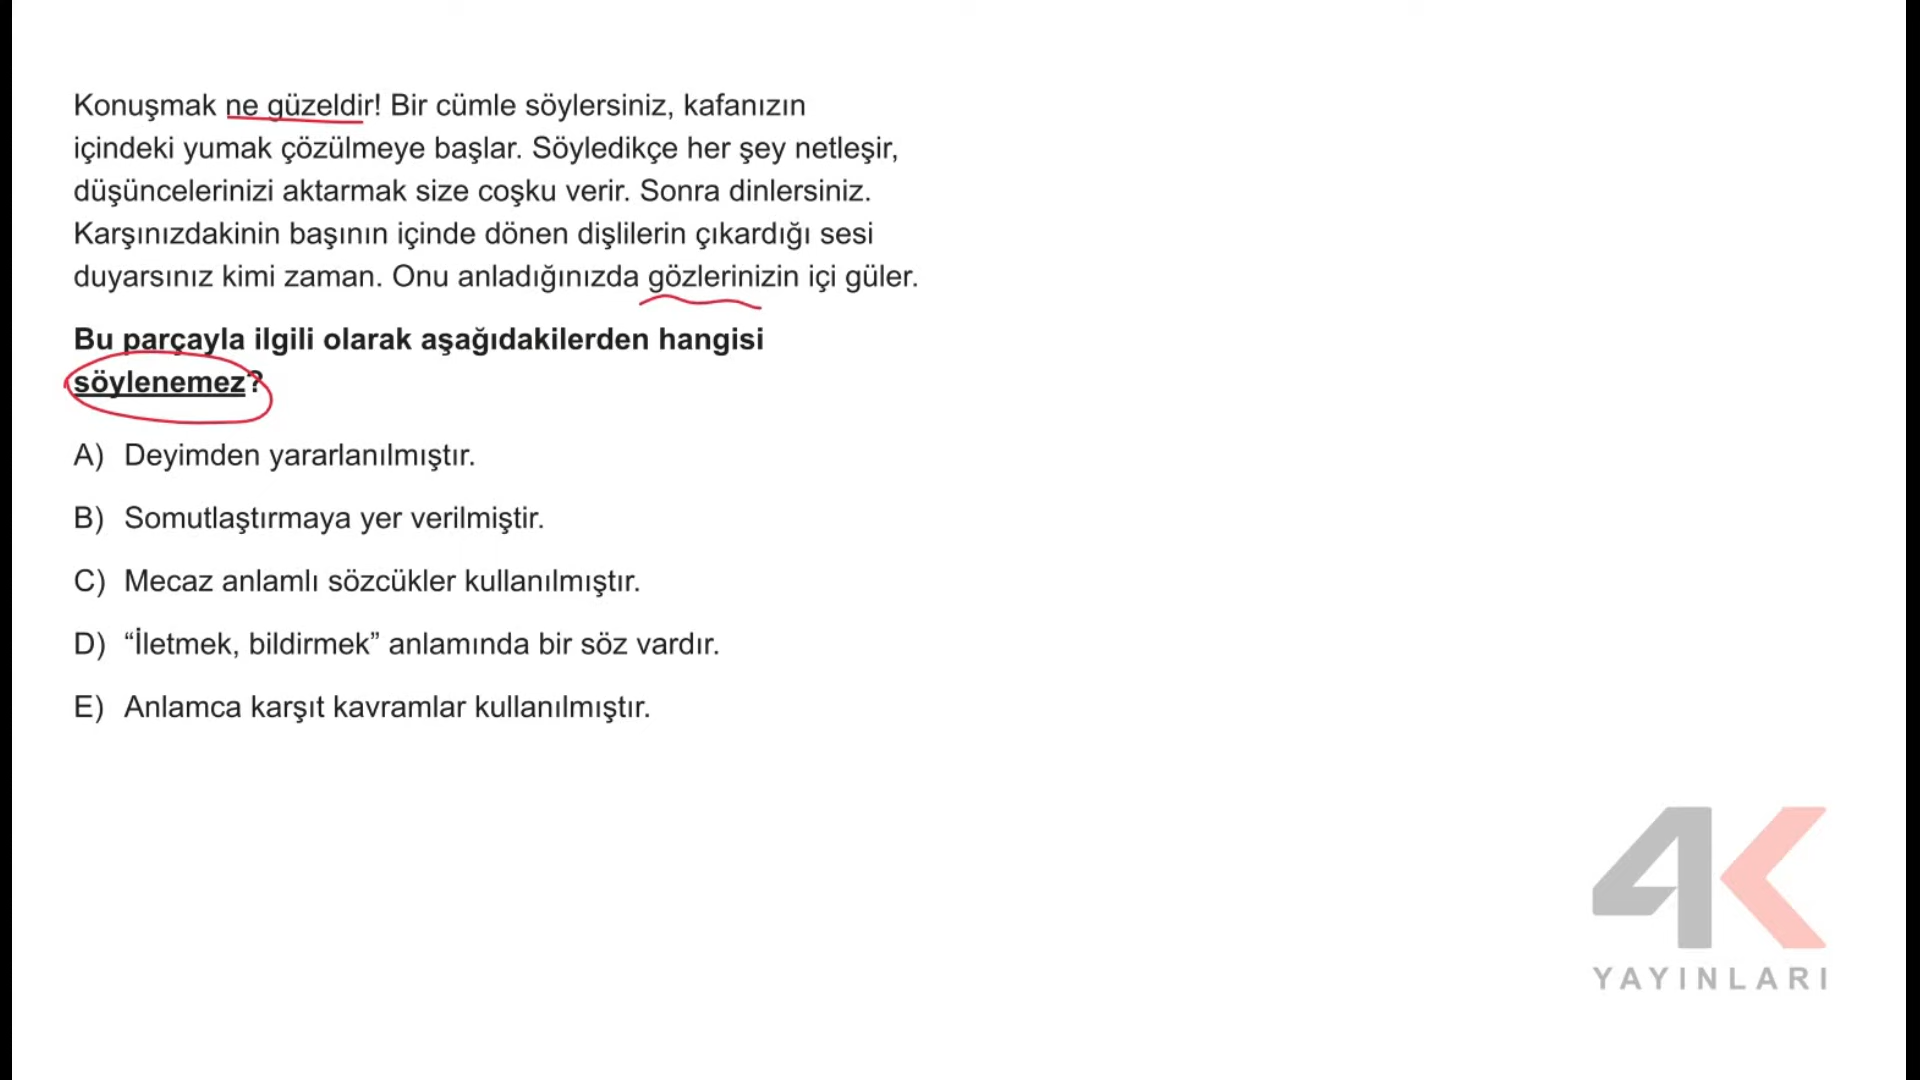 Konuşmak ne güzeldir! Bir cümle söylersiniz, kafanızın
içindeki yumak çözülmeye başlar. Söyledikçe her şey netleşir,
düşüncelerinizi aktarmak size coşku verir. Sonra dinlersiniz.
Karşınızdakinin başının içinde dönen dişlilerin çıkardığı sesi
duyarsınız kimi zaman. Onu anladığınızda gözlerinizin içi güler.
Bu parçayla ilgili olarak aşağıdakilerden hangisi
söylenemez?
A) Deyimden yararlanılmıştır.
B) Somutlaştırmaya yer verilmiştir.
C) Mecaz anlamlı sözcükler kullanılmıştır.
D) “İletmek, bildirmek” anlamında bir söz vardır.
E) Anlamca karşıt kavramlar kullanılmıştır.
4K
YAYINLARI